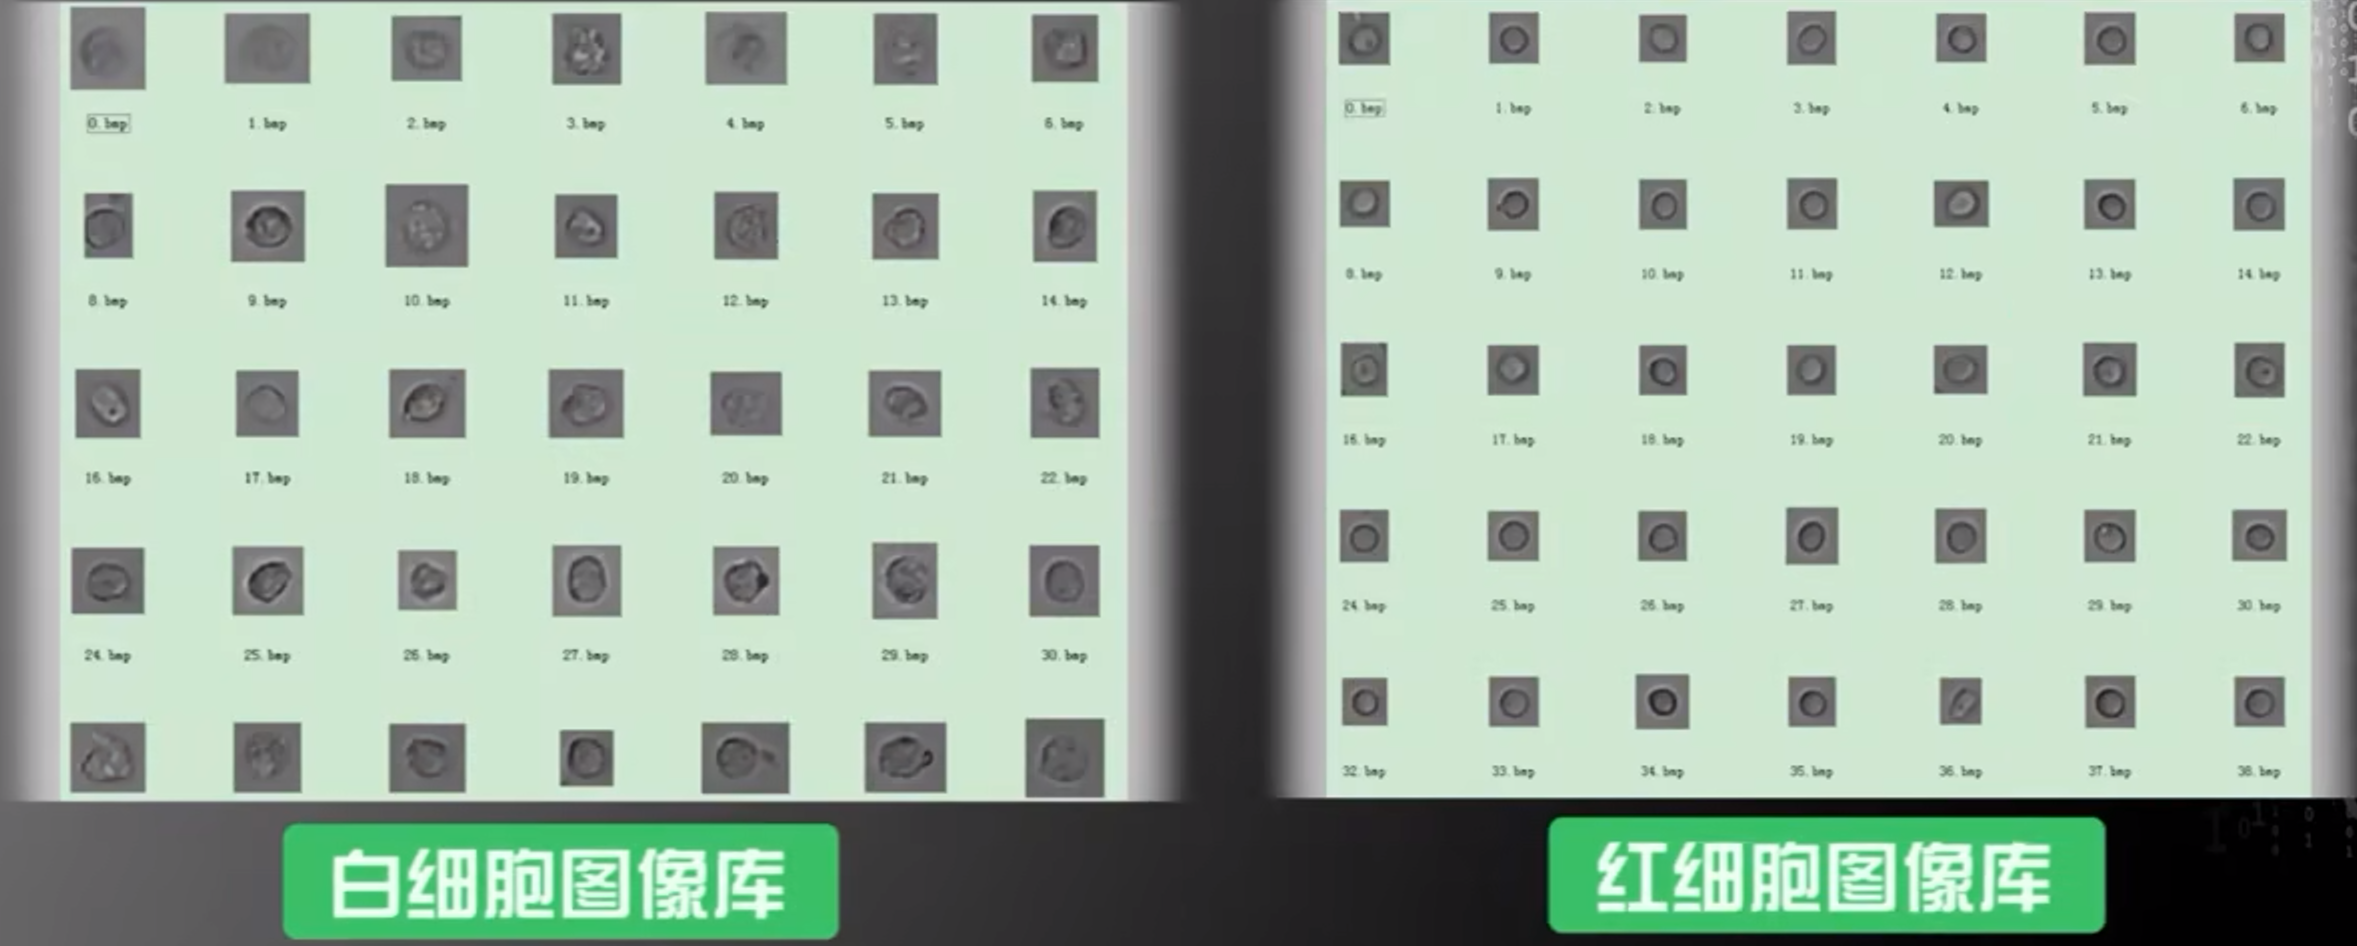 0.bmp 1.bmp 2.bmp 3.bmp 4.bmp 5.bmp 6.bmp
8.bmp 9.bmp 10.bmp 11.bmp 12.bmp 13.bmp 14.bmp
16.bmp 17.bmp 18.bmp 19.bmp 20.bmp 21.bmp 22.bmp
24.bmp 25.bmp 26.bmp 27.bmp 28.bmp 29.bmp 30.bmp
白细胞图像库
0.bmp 1.bmp 2.bmp 3.bmp 4.bmp 5.bmp 6.bmp
8.bmp 9.bmp 10.bmp 11.bmp 12.bmp 13.bmp 14.bmp
16.bmp 17.bmp 18.bmp 19.bmp 20.bmp 21.bmp 22.bmp
24.bmp 25.bmp 26.bmp 27.bmp 28.bmp 29.bmp 30.bmp
32.bmp 33.bmp 34.bmp 35.bmp 36.bmp 37.bmp 38.bmp
红细胞图像库